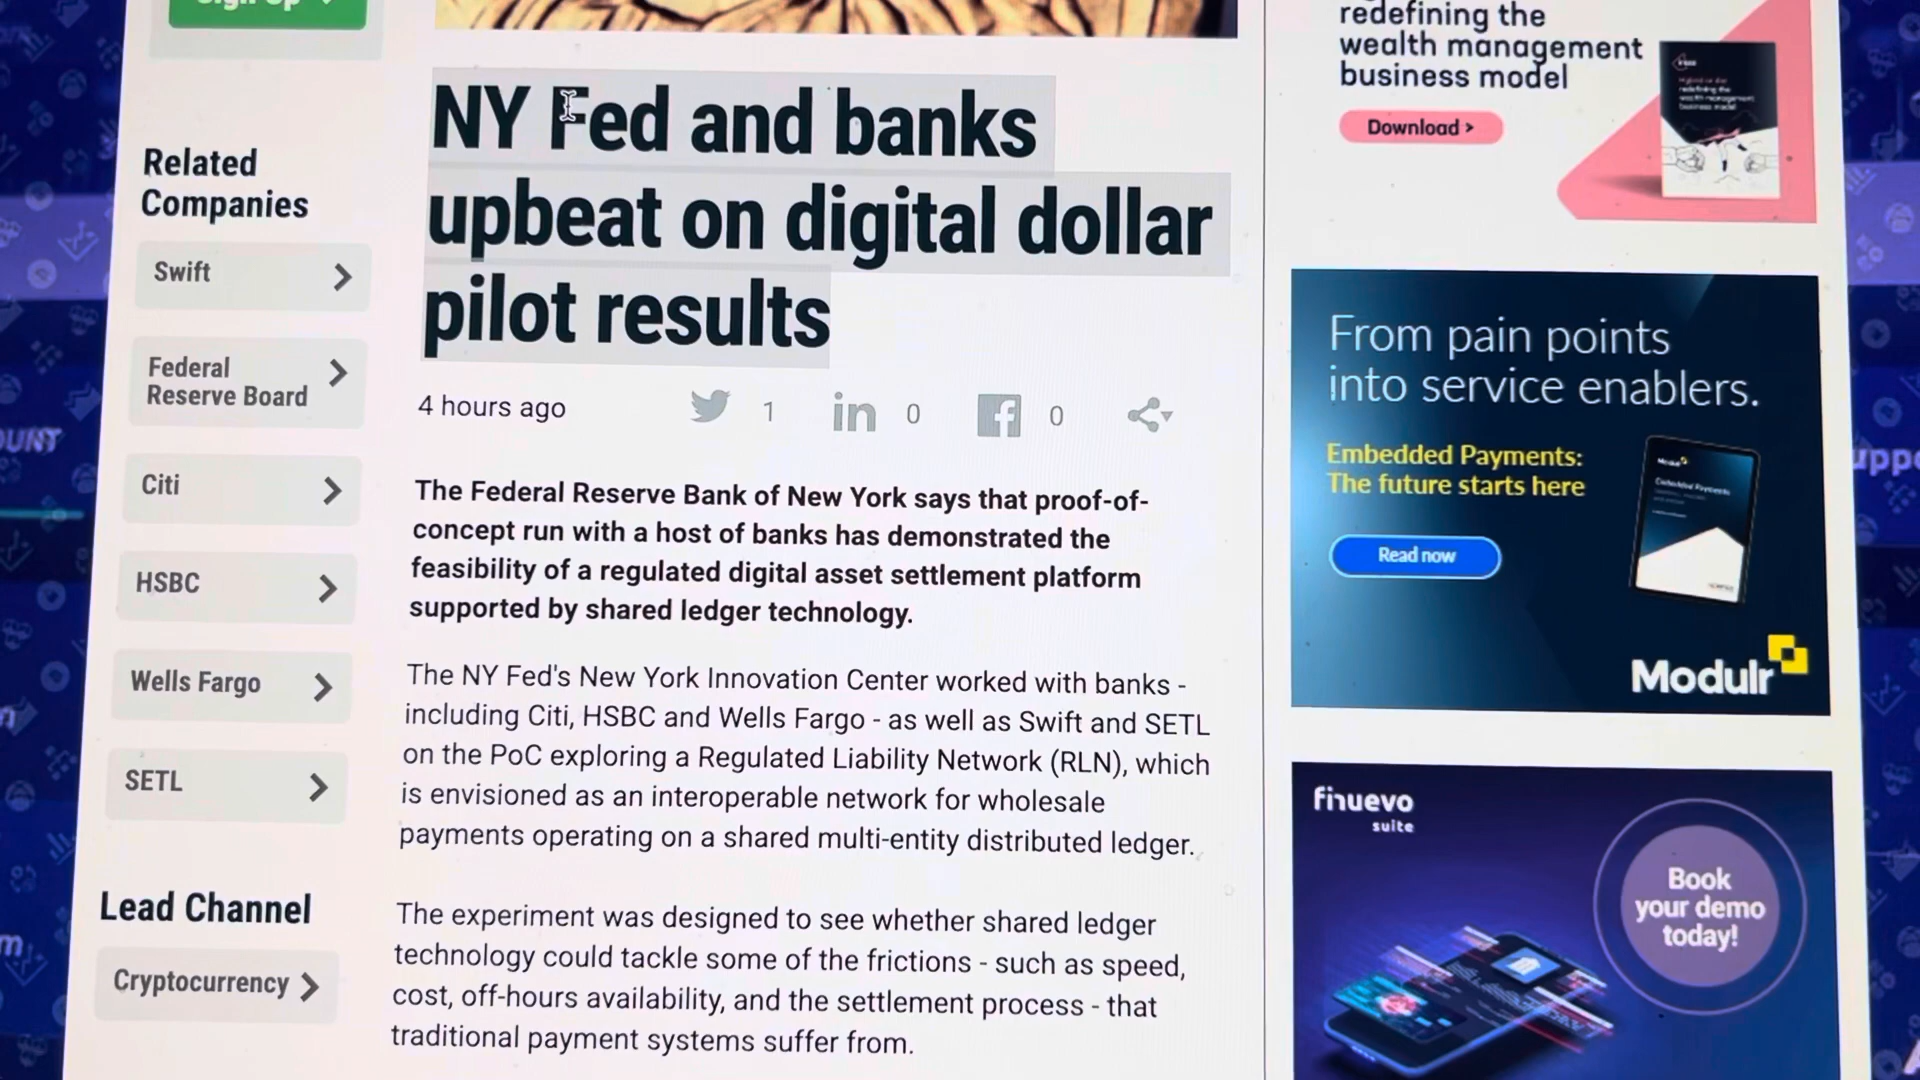 Sign Up
Related
Companies
Swift
Federal
Reserve Board
Citi
HSBC
Wells Fargo
SETL
Lead Channel
Cryptocurrency
NY Fed and banks
upbeat on digital dollar
pilot results
4 hours ago
1
in
0
f
0
The Federal Reserve Bank of New York says that proof-of-
concept run with a host of banks has demonstrated the
feasibility of a regulated digital asset settlement platform
supported by shared ledger technology.
The NY Fed's New York Innovation Center worked with banks -
including Citi, HSBC and Wells Fargo - as well as Swift and SETL
on the PoC exploring a Regulated Liability Network (RLN), which
is envisioned as an interoperable network for wholesale
payments operating on a shared multi-entity distributed ledger.
The experiment was designed to see whether shared ledger
technology could tackle some of the frictions - such as speed,
cost, off-hours availability, and the settlement process - that
traditional payment systems suffer from.
redefining the
wealth management
business model
Download >
From pain points
into service enablers.
Embedded Payments:
The future starts here
Read now
Modulr
Embedded Payments
Modulr
finuevo
suite
Book
your demo
today!
OUNT